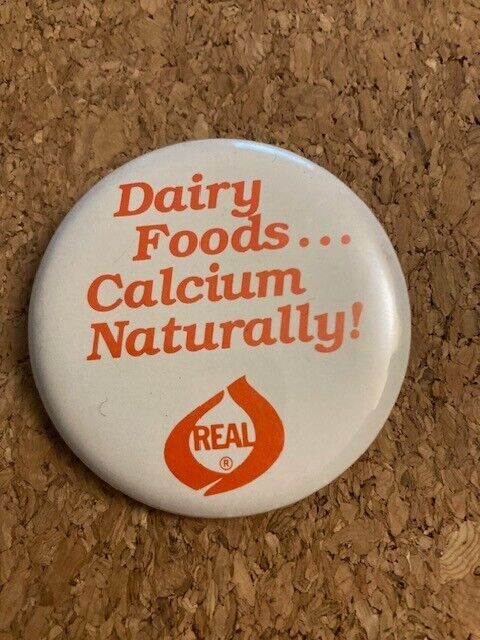 Dairy
Foods...
Calcium
Naturally!
REAL
®